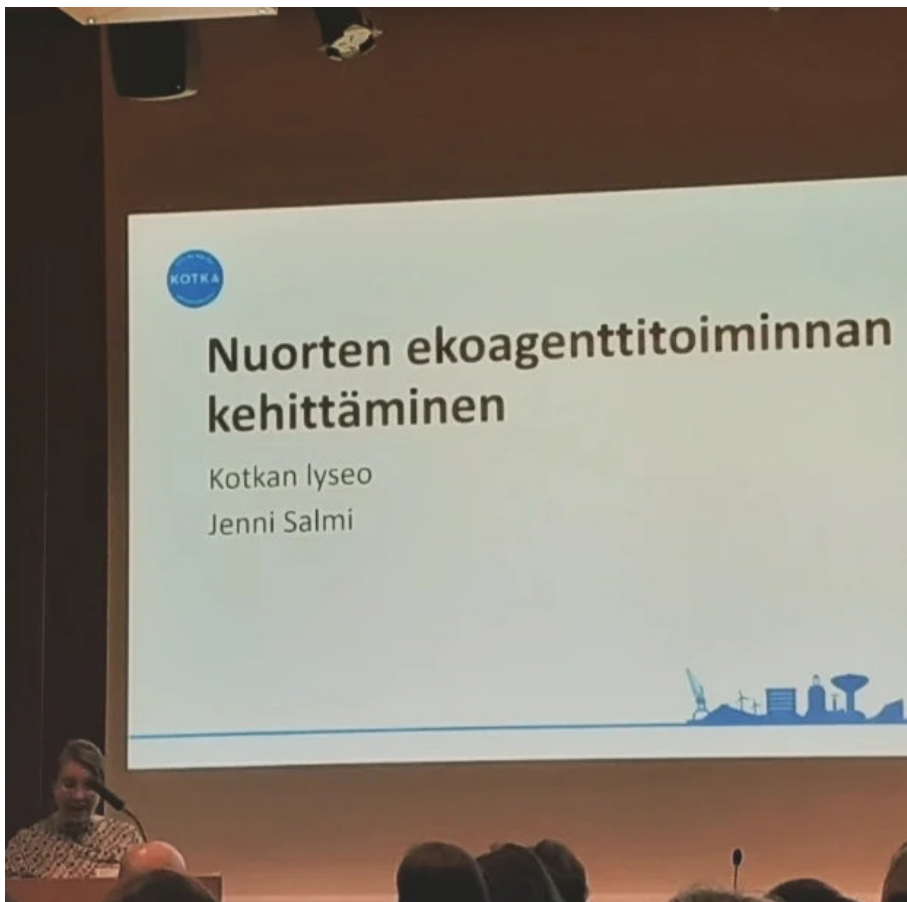 KOTKA
Nuorten ekoagenttitoiminnan
kehittäminen
Kotkan lyseo
Jenni Salmi